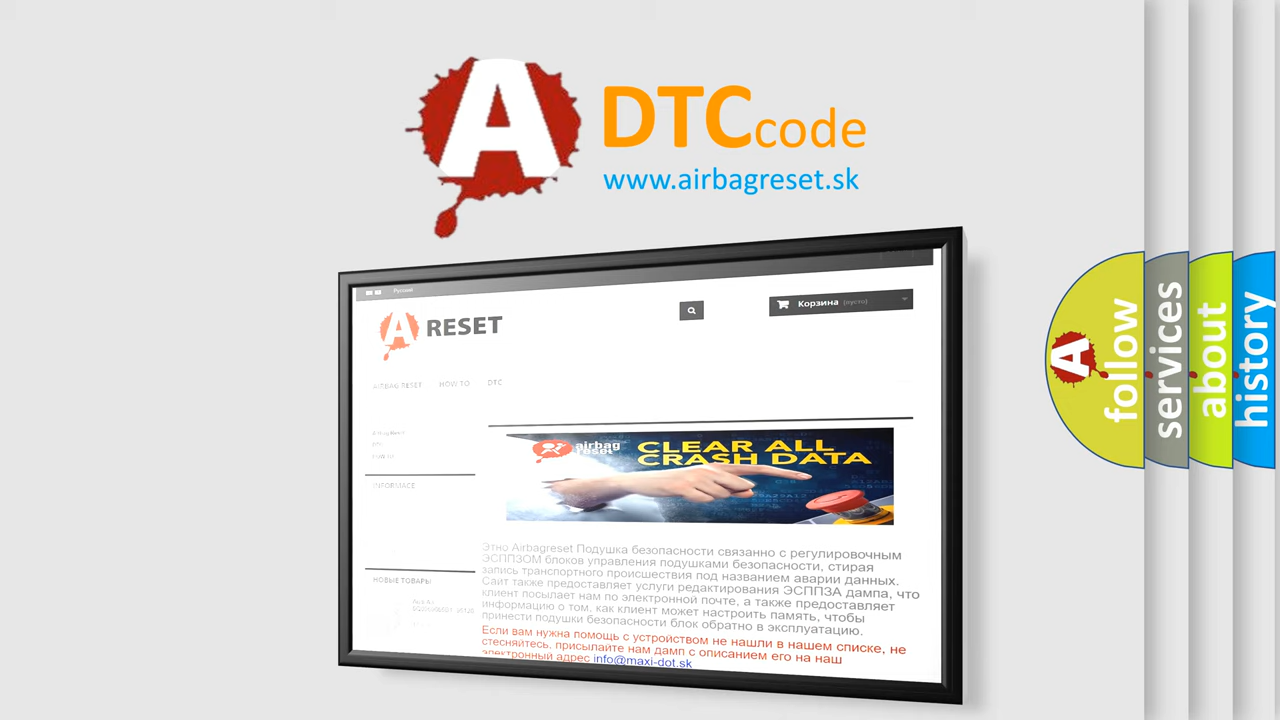 A
DTC code
www.airbagreset.sk
Русский
A RESET
Корзина (пусто)
AIRBAG RESET HOW TO DTC
Airbag Reset
INFORMACE
airbag
reset
CLEAR ALL
CRASH DATA
Этно Airbagreset Подушка безопасности связанно с регулировочным
ЭСППЗОМ блоков управления подушками безопасности, стирая
запись транспортного происшествия под названием аварии данных.
Сайт также предоставляет услуги редактирования ЭСППЗА дампа, что
клиент посылает нам по электронной почте, а также предоставляет
информацию о том, как клиент может настроить память, чтобы
принести подушки безопасности блок обратно в эксплуатацию.
Если вам нужна помощь с устройством не нашли в нашем списке, не
стесняйтесь, присылайте нам дамп с описанием его на наш
электронный адрес info@maxi-dot.sk
НОВЫЕ ТОВАРЫ
A
follow
services
about
history